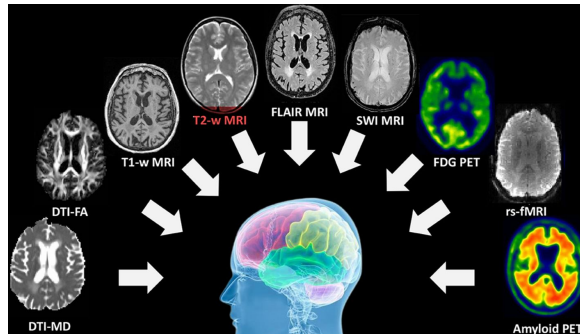 T2-w MRI
FLAIR MRI
SWI MRI
T1-w MRI
FDG PET
DTI-FA
rs-fMRI
DTI-MD
Amyloid PET